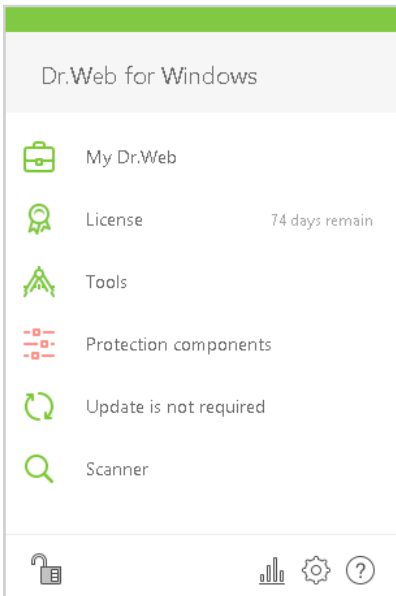 Dr.Web for Windows
My Dr.Web
License 74 days remain
Tools
Protection components
Update is not required
Scanner